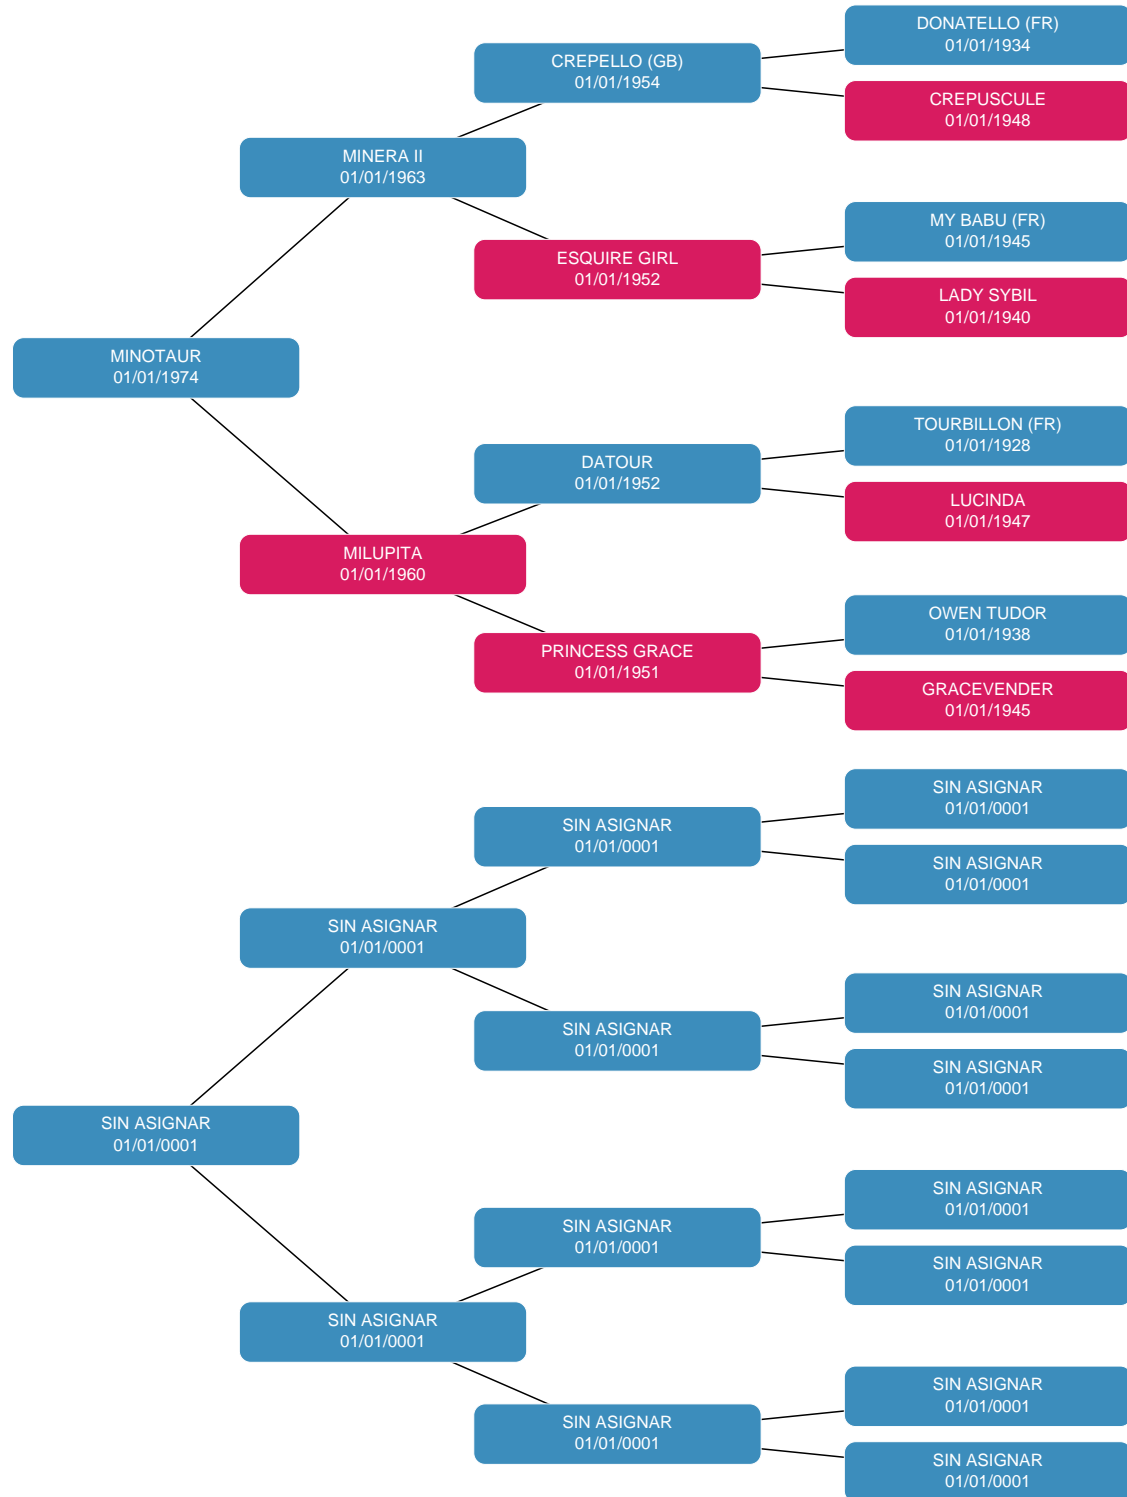 DONATELLO (FR)
01/01/1934
CREPELLO (GB)
01/01/1954
CREPUSCULE
01/01/1948
MINERA II
01/01/1963
MY BABU (FR)
01/01/1945
ESQUIRE GIRL
01/01/1952
LADY SYBIL
01/01/1940
MINOTAUR
01/01/1974
TOURBILLON (FR)
01/01/1928
DATOUR
01/01/1952
LUCINDA
01/01/1947
MILUPITA
01/01/1960
OWEN TUDOR
01/01/1938
PRINCESS GRACE
01/01/1951
GRACEVENDER
01/01/1945
SIN ASIGNAR
01/01/0001
SIN ASIGNAR
01/01/0001
SIN ASIGNAR
01/01/0001
SIN ASIGNAR
01/01/0001
SIN ASIGNAR
01/01/0001
SIN ASIGNAR
01/01/0001
SIN ASIGNAR
01/01/0001
SIN ASIGNAR
01/01/0001
SIN ASIGNAR
01/01/0001
SIN ASIGNAR
01/01/0001
SIN ASIGNAR
01/01/0001
SIN ASIGNAR
01/01/0001
SIN ASIGNAR
01/01/0001
SIN ASIGNAR
01/01/0001
SIN ASIGNAR
01/01/0001